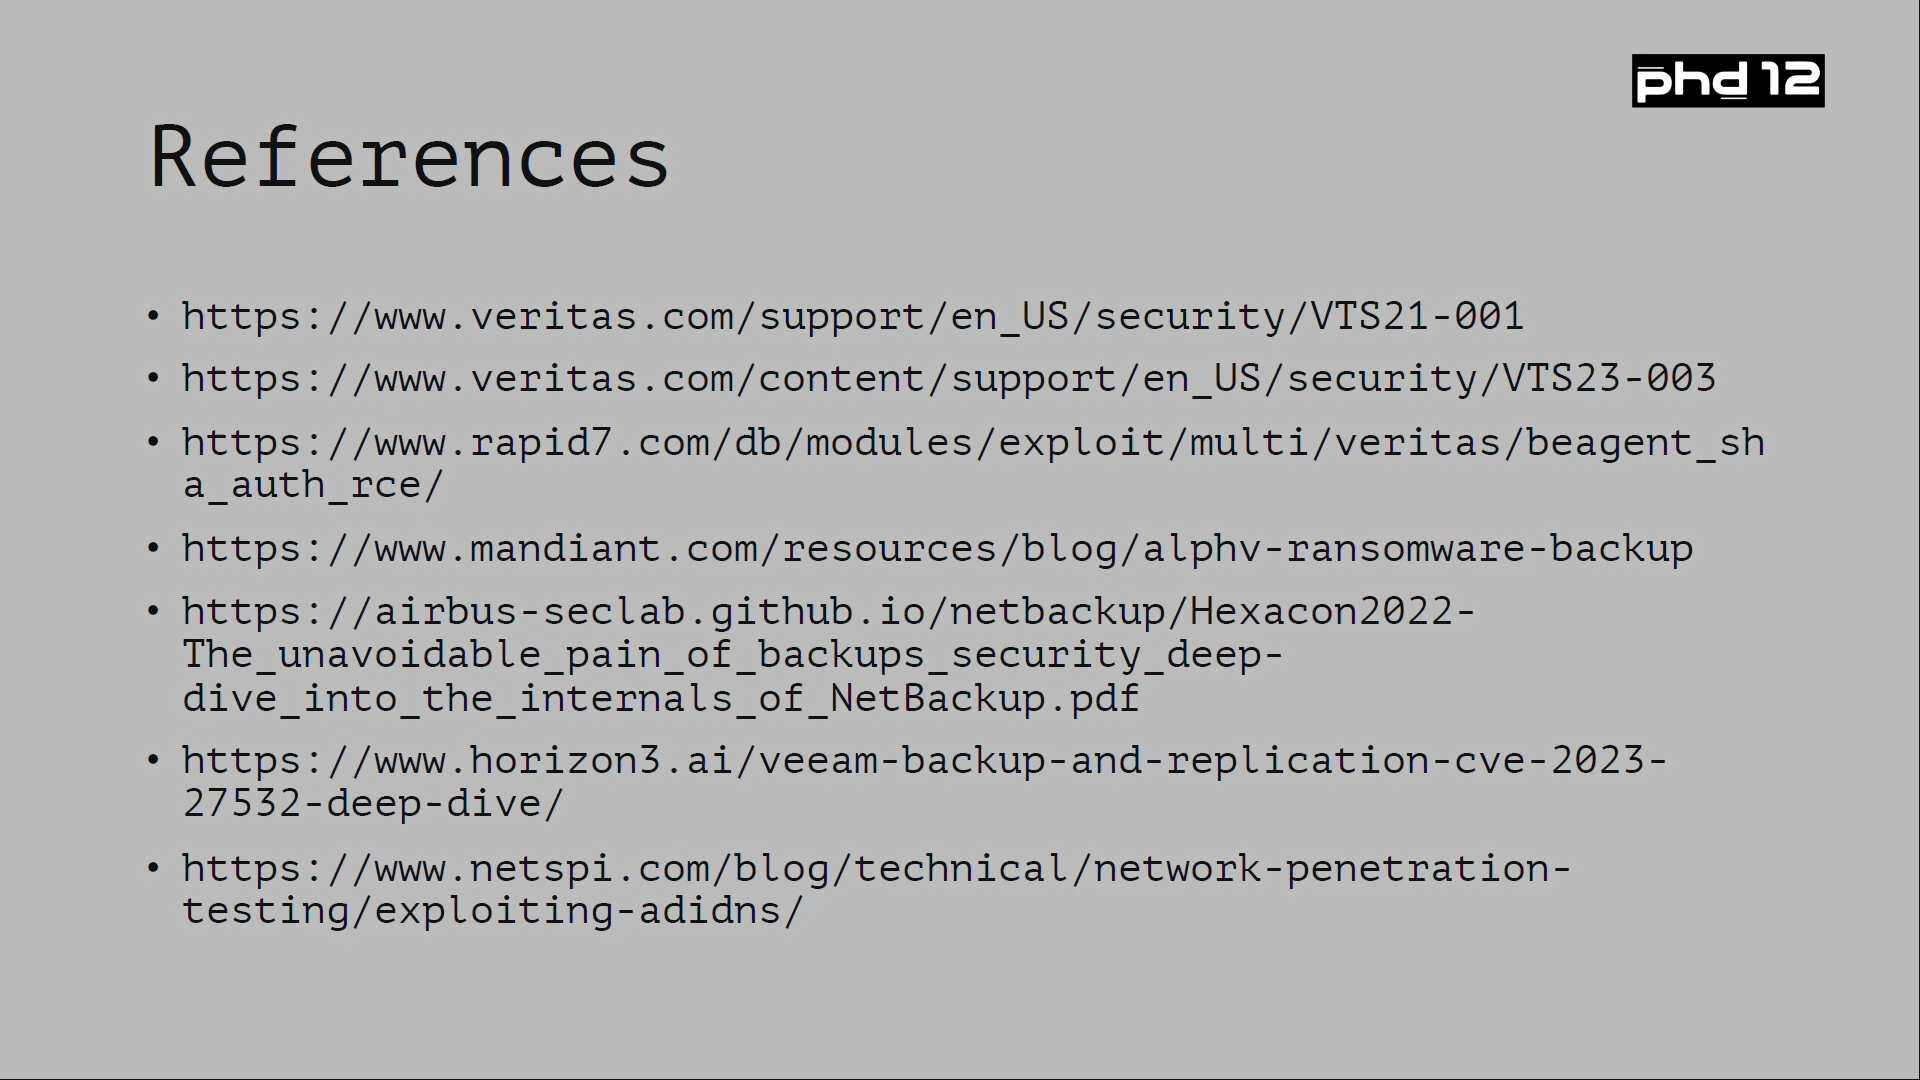 phd 12
References
• https://www.veritas.com/support/en_US/security/VTS21-001
• https://www.veritas.com/content/support/en_US/security/VTS23-003
• https://www.rapid7.com/db/modules/exploit/multi/veritas/beagent_sh
a_auth_rce/
• https://www.mandiant.com/resources/blog/alphv-ransomware-backup
• https://airbus-seclab.github.io/netbackup/Hexacon2022-
The_unavoidable_pain_of_backups_security_deep-
dive_into_the_internals_of_NetBackup.pdf
• https://www.horizon3.ai/veeam-backup-and-replication-cve-2023-
27532-deep-dive/
• https://www.netspi.com/blog/technical/network-penetration-
testing/exploiting-adidns/